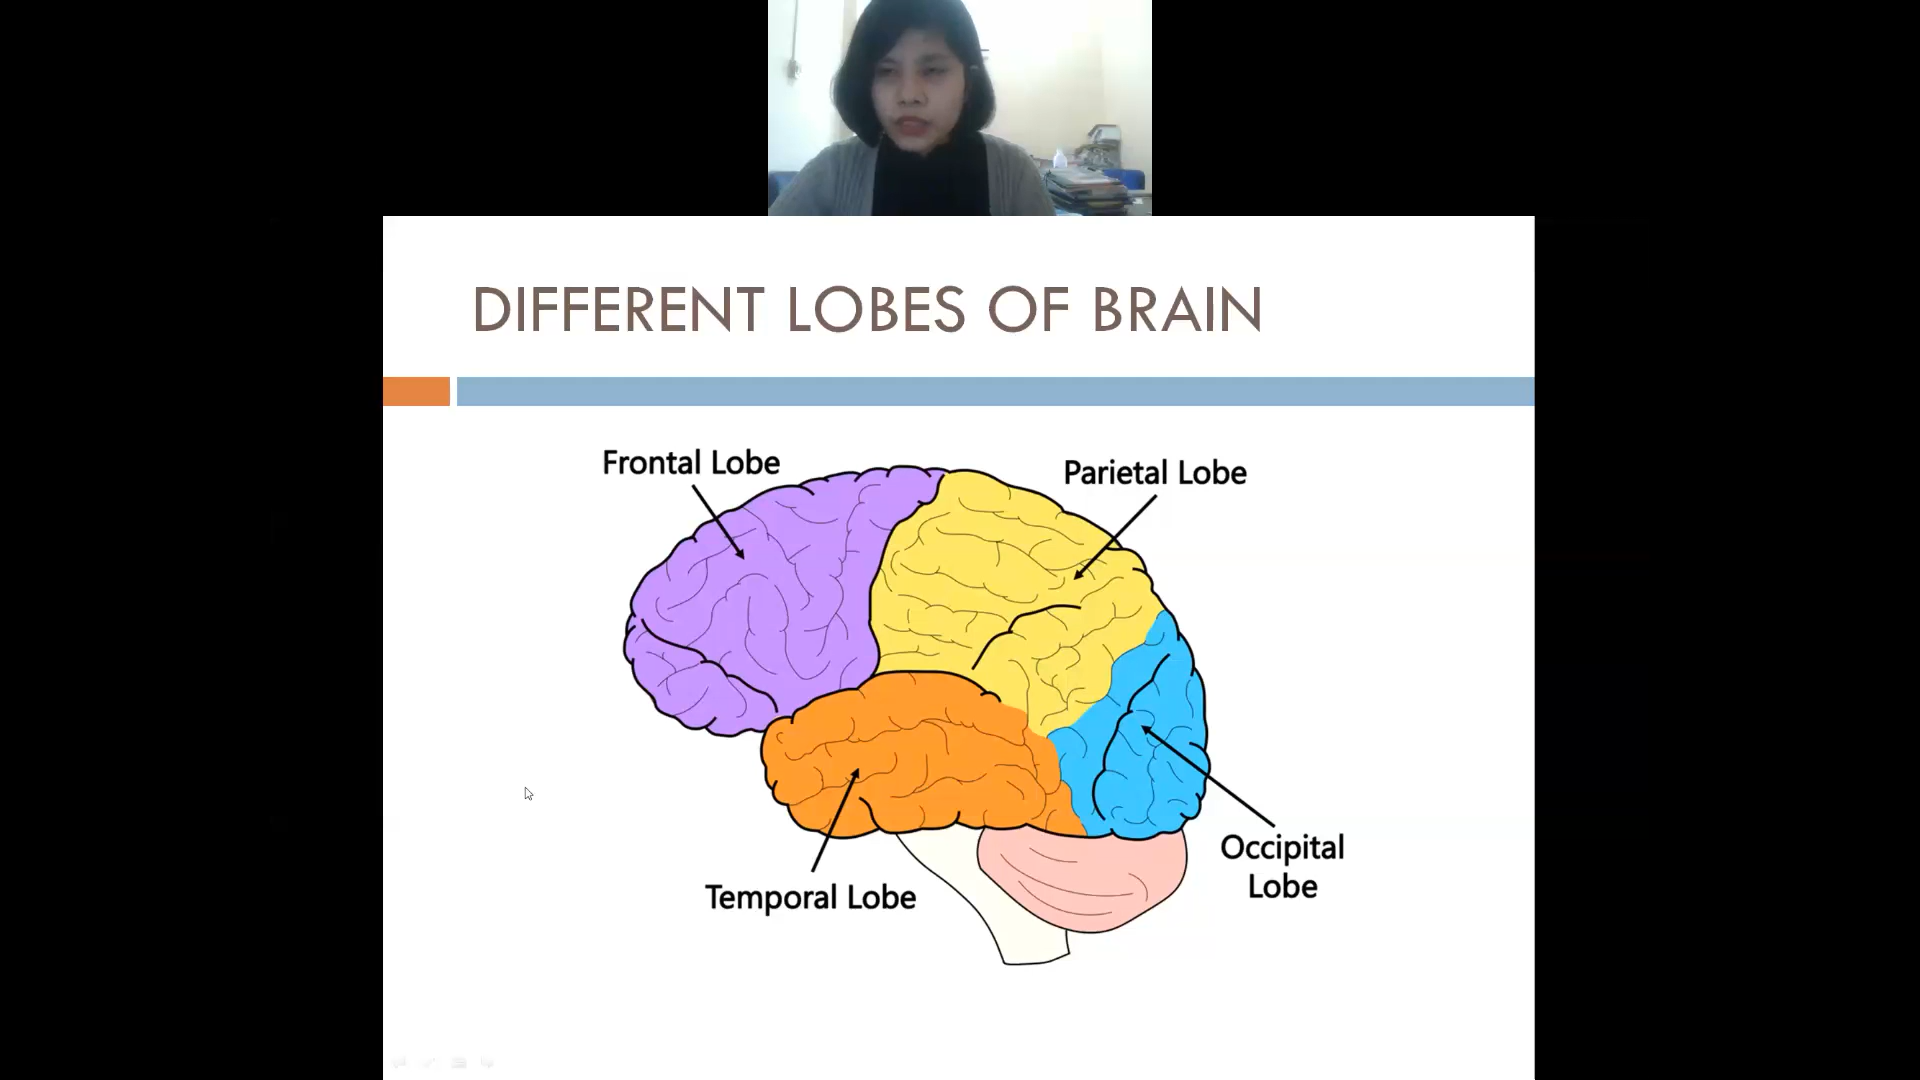 DIFFERENT LOBES OF BRAIN
Frontal Lobe
Parietal Lobe
Temporal Lobe
Occipital
Lobe